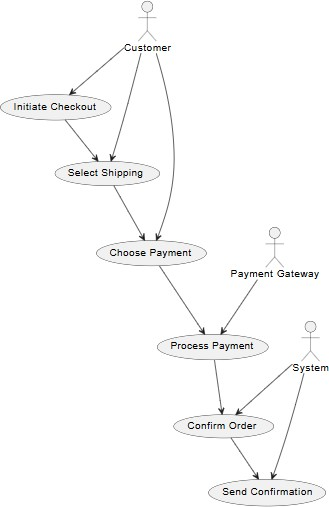 Customer
Initiate Checkout
Select Shipping
Choose Payment
Payment Gateway
Process Payment
System
Confirm Order
Send Confirmation